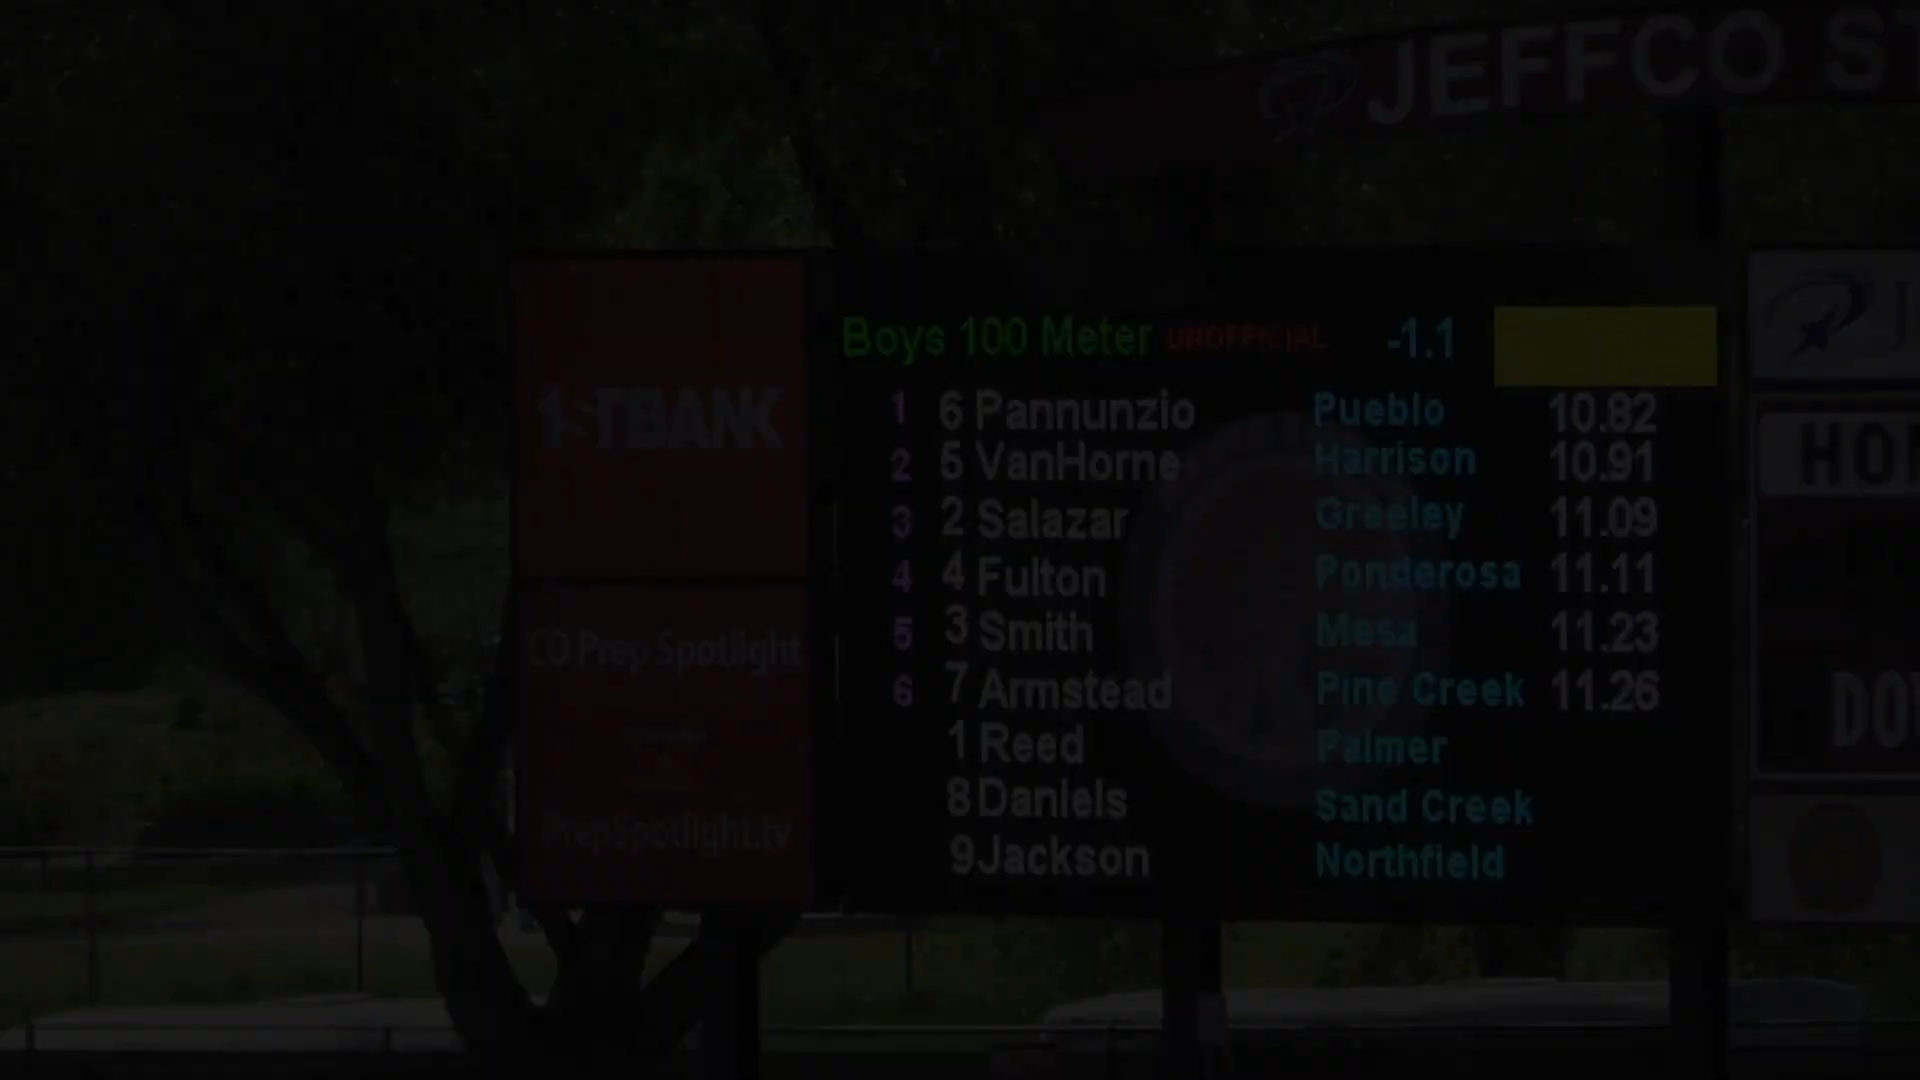 JEFFCO ST
Boys 100 Meter UNOFFICIAL -1.1
1 6 Pannunzio Pueblo 10.82
2 5 VanHorne Harrison 10.91
3 2 Salazar Greeley 11.09
4 4 Fulton Ponderosa 11.11
5 3 Smith Mesa 11.23
6 7 Armstead Pine Creek 11.26
1 Reed Palmer
8 Daniels Sand Creek
9 Jackson Northfield
1STBANK
CO Prep Spotlight
PrepSpotlight.tv
J
HO
DO